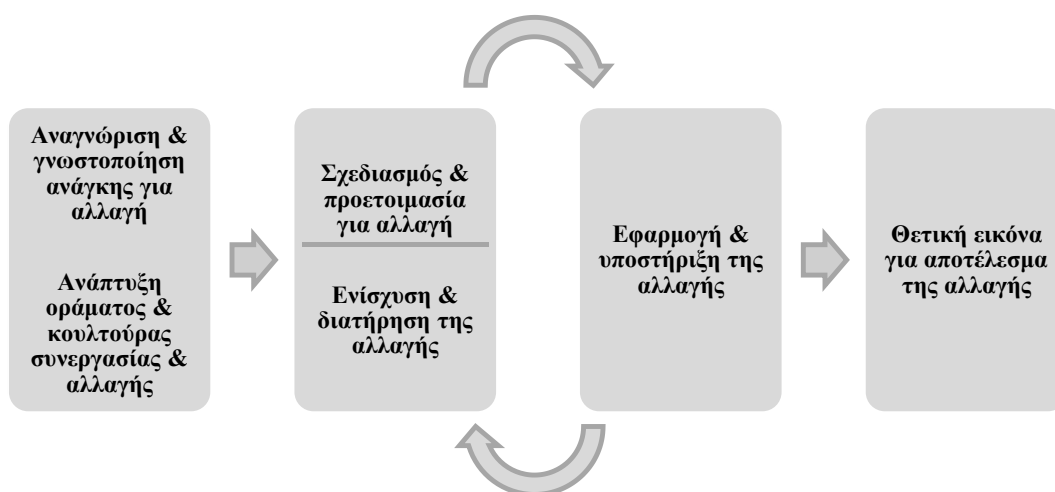 Αναγνώριση &
γνωστοποίηση
ανάγκης για
αλλαγή
Ανάπτυξη
οράματος &
κουλτούρας
συνεργασίας &
αλλαγής
Σχεδιασμός &
προετοιμασία
για αλλαγή
Ενίσχυση &
διατήρηση της
αλλαγής
Εφαρμογή &
υποστήριξη της
αλλαγής
Θετική εικόνα
για αποτέλεσμα
της αλλαγής